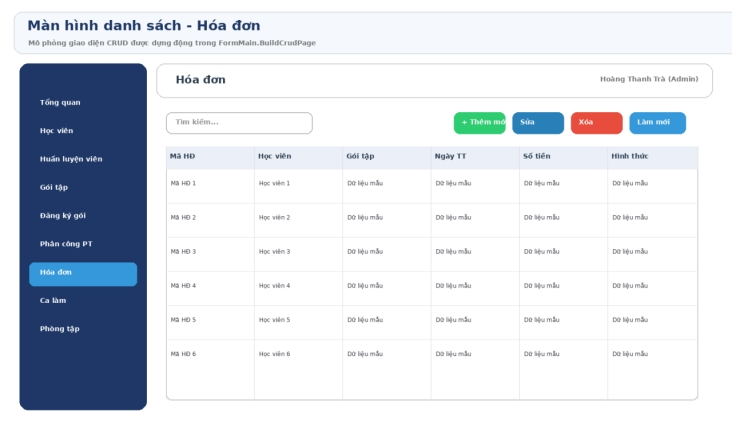 Màn hình danh sách - Hóa đơn
Mô phỏng giao diện CRUD được dựng động trong FormMain.BuildCrudPage
Hóa đơn
Hoàng Thanh Trà (Admin)
Tổng quan
Học viên
Huấn luyện viên
Gói tập
Đăng ký gói
Phân công PT
Hóa đơn
Ca làm
Phòng tập
Tìm kiếm...
+ Thêm mớ
Sửa
Xóa
Làm mới
Mã HĐ Học viên Gói tập Ngày TT Số tiền Hình thức
Mã HĐ 1 Học viên 1 Dữ liệu mẫu Dữ liệu mẫu Dữ liệu mẫu Dữ liệu mẫu
Mã HĐ 2 Học viên 2 Dữ liệu mẫu Dữ liệu mẫu Dữ liệu mẫu Dữ liệu mẫu
Mã HĐ 3 Học viên 3 Dữ liệu mẫu Dữ liệu mẫu Dữ liệu mẫu Dữ liệu mẫu
Mã HĐ 4 Học viên 4 Dữ liệu mẫu Dữ liệu mẫu Dữ liệu mẫu Dữ liệu mẫu
Mã HĐ 5 Học viên 5 Dữ liệu mẫu Dữ liệu mẫu Dữ liệu mẫu Dữ liệu mẫu
Mã HĐ 6 Học viên 6 Dữ liệu mẫu Dữ liệu mẫu Dữ liệu mẫu Dữ liệu mẫu